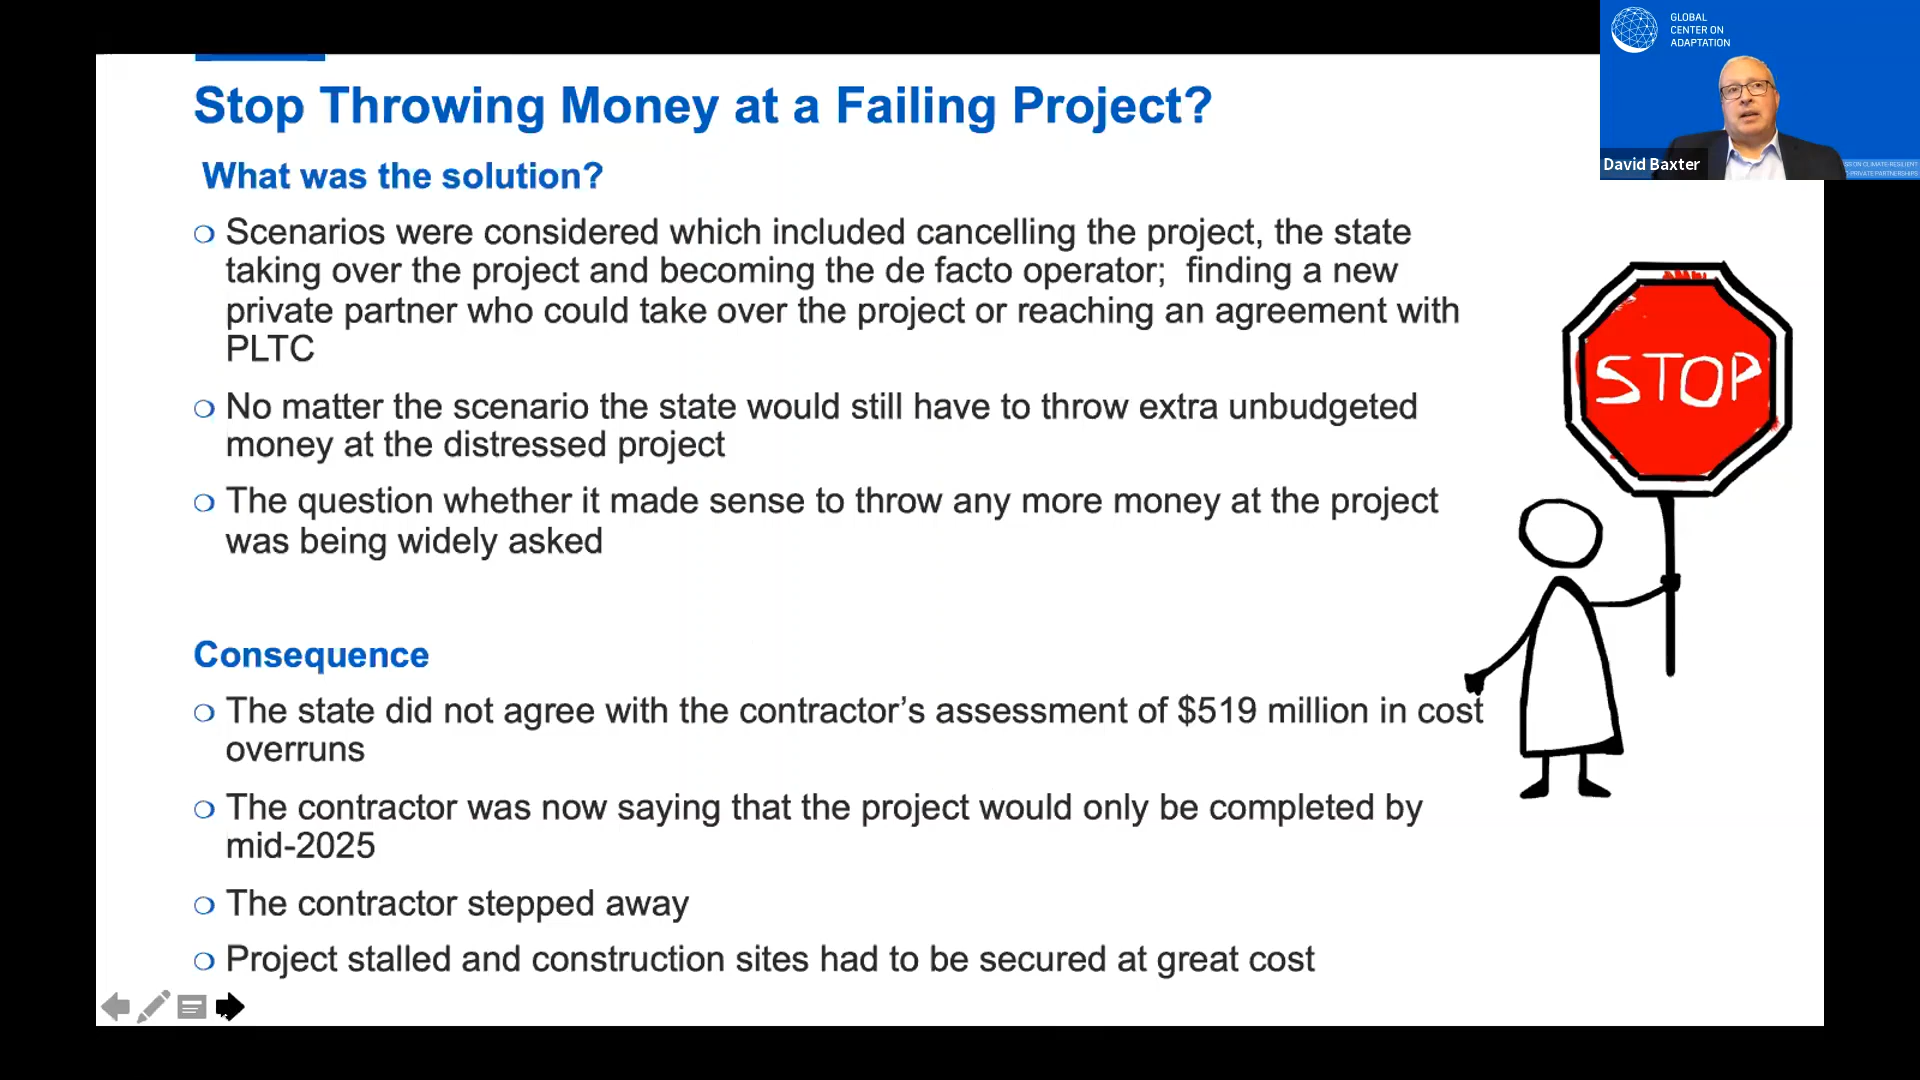 GLOBAL
CENTER ON
ADAPTATION
David Baxter
Stop Throwing Money at a Failing Project?
What was the solution?
Scenarios were considered which included cancelling the project, the state
taking over the project and becoming the de facto operator;  finding a new
private partner who could take over the project or reaching an agreement with
PLTC
No matter the scenario the state would still have to throw extra unbudgeted
money at the distressed project
The question whether it made sense to throw any more money at the project
was being widely asked
STOP
Consequence
The state did not agree with the contractor’s assessment of $519 million in cost
overruns
The contractor was now saying that the project would only be completed by
mid-2025
The contractor stepped away
Project stalled and construction sites had to be secured at great cost